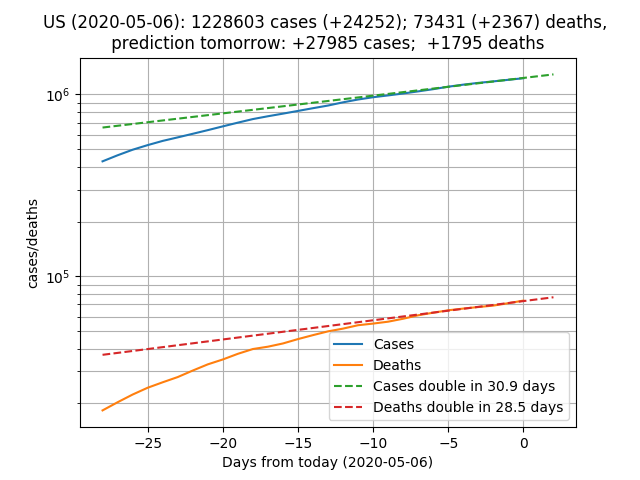 US (2020-05-06): 1228603 cases (+24252); 73431 (+2367) deaths,
prediction tomorrow: +27985 cases;  +1795 deaths
10⁶
10⁵
cases/deaths
Cases
Deaths
Cases double in 30.9 days
Deaths double in 28.5 days
−25 −20 −15 −10 −5 0
Days from today (2020-05-06)